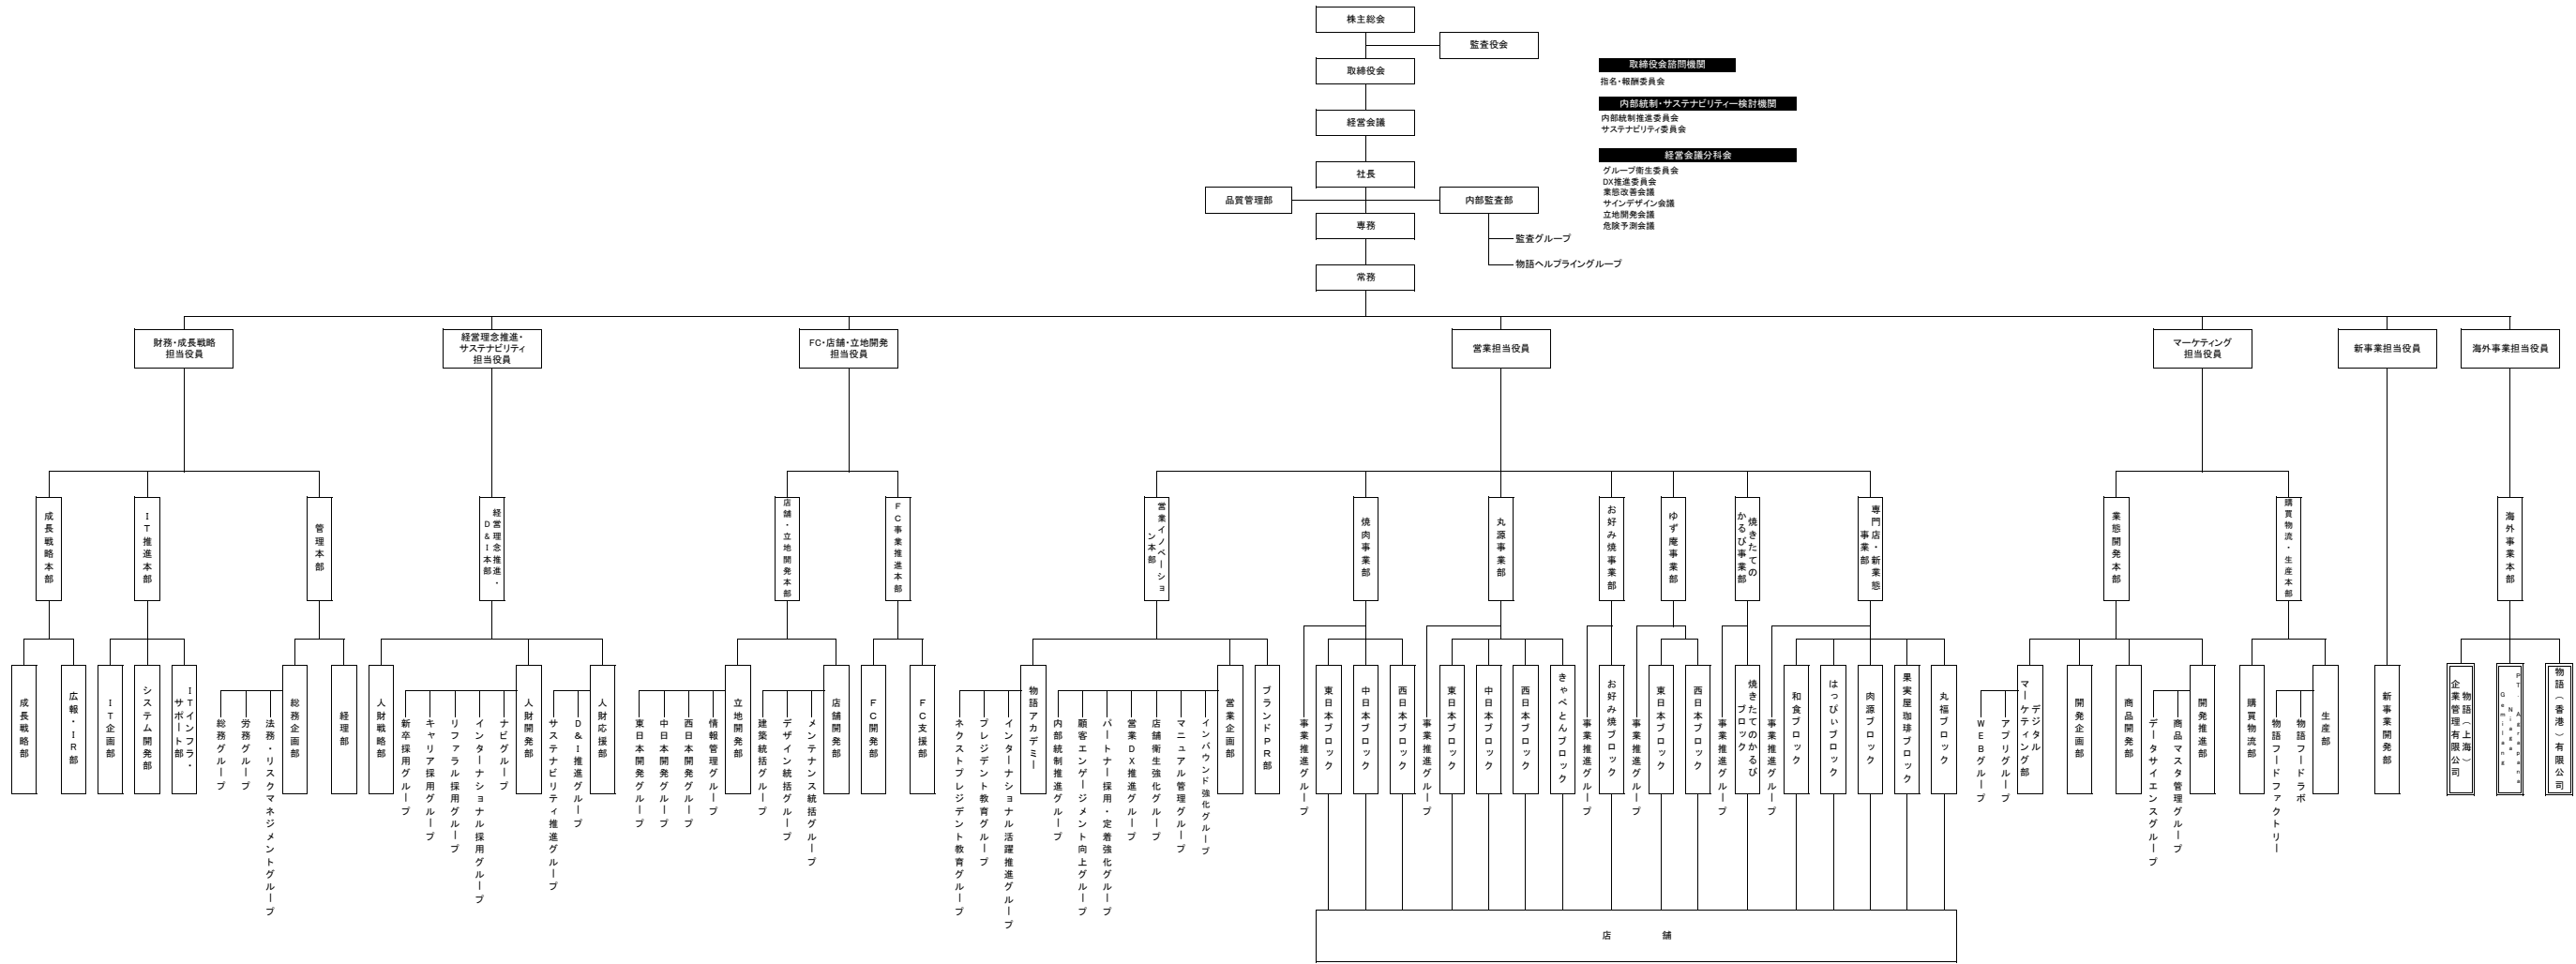 株主総会
監査役会
取締役会
経営会議
社長
品質管理部
内部監査部
専務
監査グループ
物語ヘルプライングループ
常務
取締役会諮問機関
指名・報酬委員会
内部統制・サステナビリティー検討機関
内部統制推進委員会
サステナビリティ委員会
経営会議分科会
グループ衛生委員会
DX推進委員会
業態改善会議
サインデザイン会議
立地開発会議
危険予測会議
財務・成長戦略
担当役員
経営理念推進・
サステナビリティ
担当役員
FC・店舗・立地開発
担当役員
営業担当役員
マーケティング
担当役員
新事業担当役員
海外事業担当役員
成長戦略本部
IT推進本部
管理本部
経営理念推進・
D&I本部
店舗・立地開発本部
FC事業推進本部
営業イノベーショ
ン本部
焼肉事業部
丸源事業部
お好み焼事業部
ゆず庵事業部
焼きたての
かるび事業部
専門店・新業態
事業部
業態開発本部
購買物流・生産本部
海外事業本部
成長戦略部
広報・IR部
IT企画部
システム開発部
ITインフラ・
サポート部
総務グループ
労務グループ
法務・リスクマネジメントグループ
総務企画部
経理部
人財戦略部
新卒採用グループ
キャリア採用グループ
リファラル採用グループ
インターナショナル採用グループ
ナビグループ
人財開発部
サステナビリティ推進グループ
D&I推進グループ
人財応援部
東日本開発グループ
中日本開発グループ
西日本開発グループ
情報管理グループ
立地開発部
建築統括グループ
デザイン統括グループ
メンテナンス統括グループ
店舗開発部
FC開発部
FC支援部
ネクストプレジデント教育グループ
プレジデント教育グループ
インターナショナル活躍推進グループ
物語アカデミー
内部統制推進グループ
顧客エンゲージメント向上グループ
パートナー採用・定着強化グループ
営業DX推進グループ
店舗衛生強化グループ
マニュアル管理グループ
インバウンド強化グループ
営業企画部
ブランドPR部
事業推進グループ
東日本ブロック
中日本ブロック
西日本ブロック
事業推進グループ
東日本ブロック
中日本ブロック
西日本ブロック
きゃべとんブロック
事業推進グループ
お好み焼ブロック
事業推進グループ
東日本ブロック
西日本ブロック
事業推進グループ
焼きたてのかるび
ブロック
事業推進グループ
和食ブロック
はっぴぃブロック
肉源ブロック
果実屋珈琲ブロック
丸福ブロック
WEBグループ
アプリグループ
デジタル
マーケティング部
開発企画部
商品開発部
データサイエンスグループ
商品マスタ管理グループ
開発推進部
購買物流部
物語フードファクトリー
物語フードラボ
生産部
新事業開発部
物語(上海)
企業管理有限公司
PT. Agrapana
Niaga
Gemilang
物語(香港)有限公司
店舗